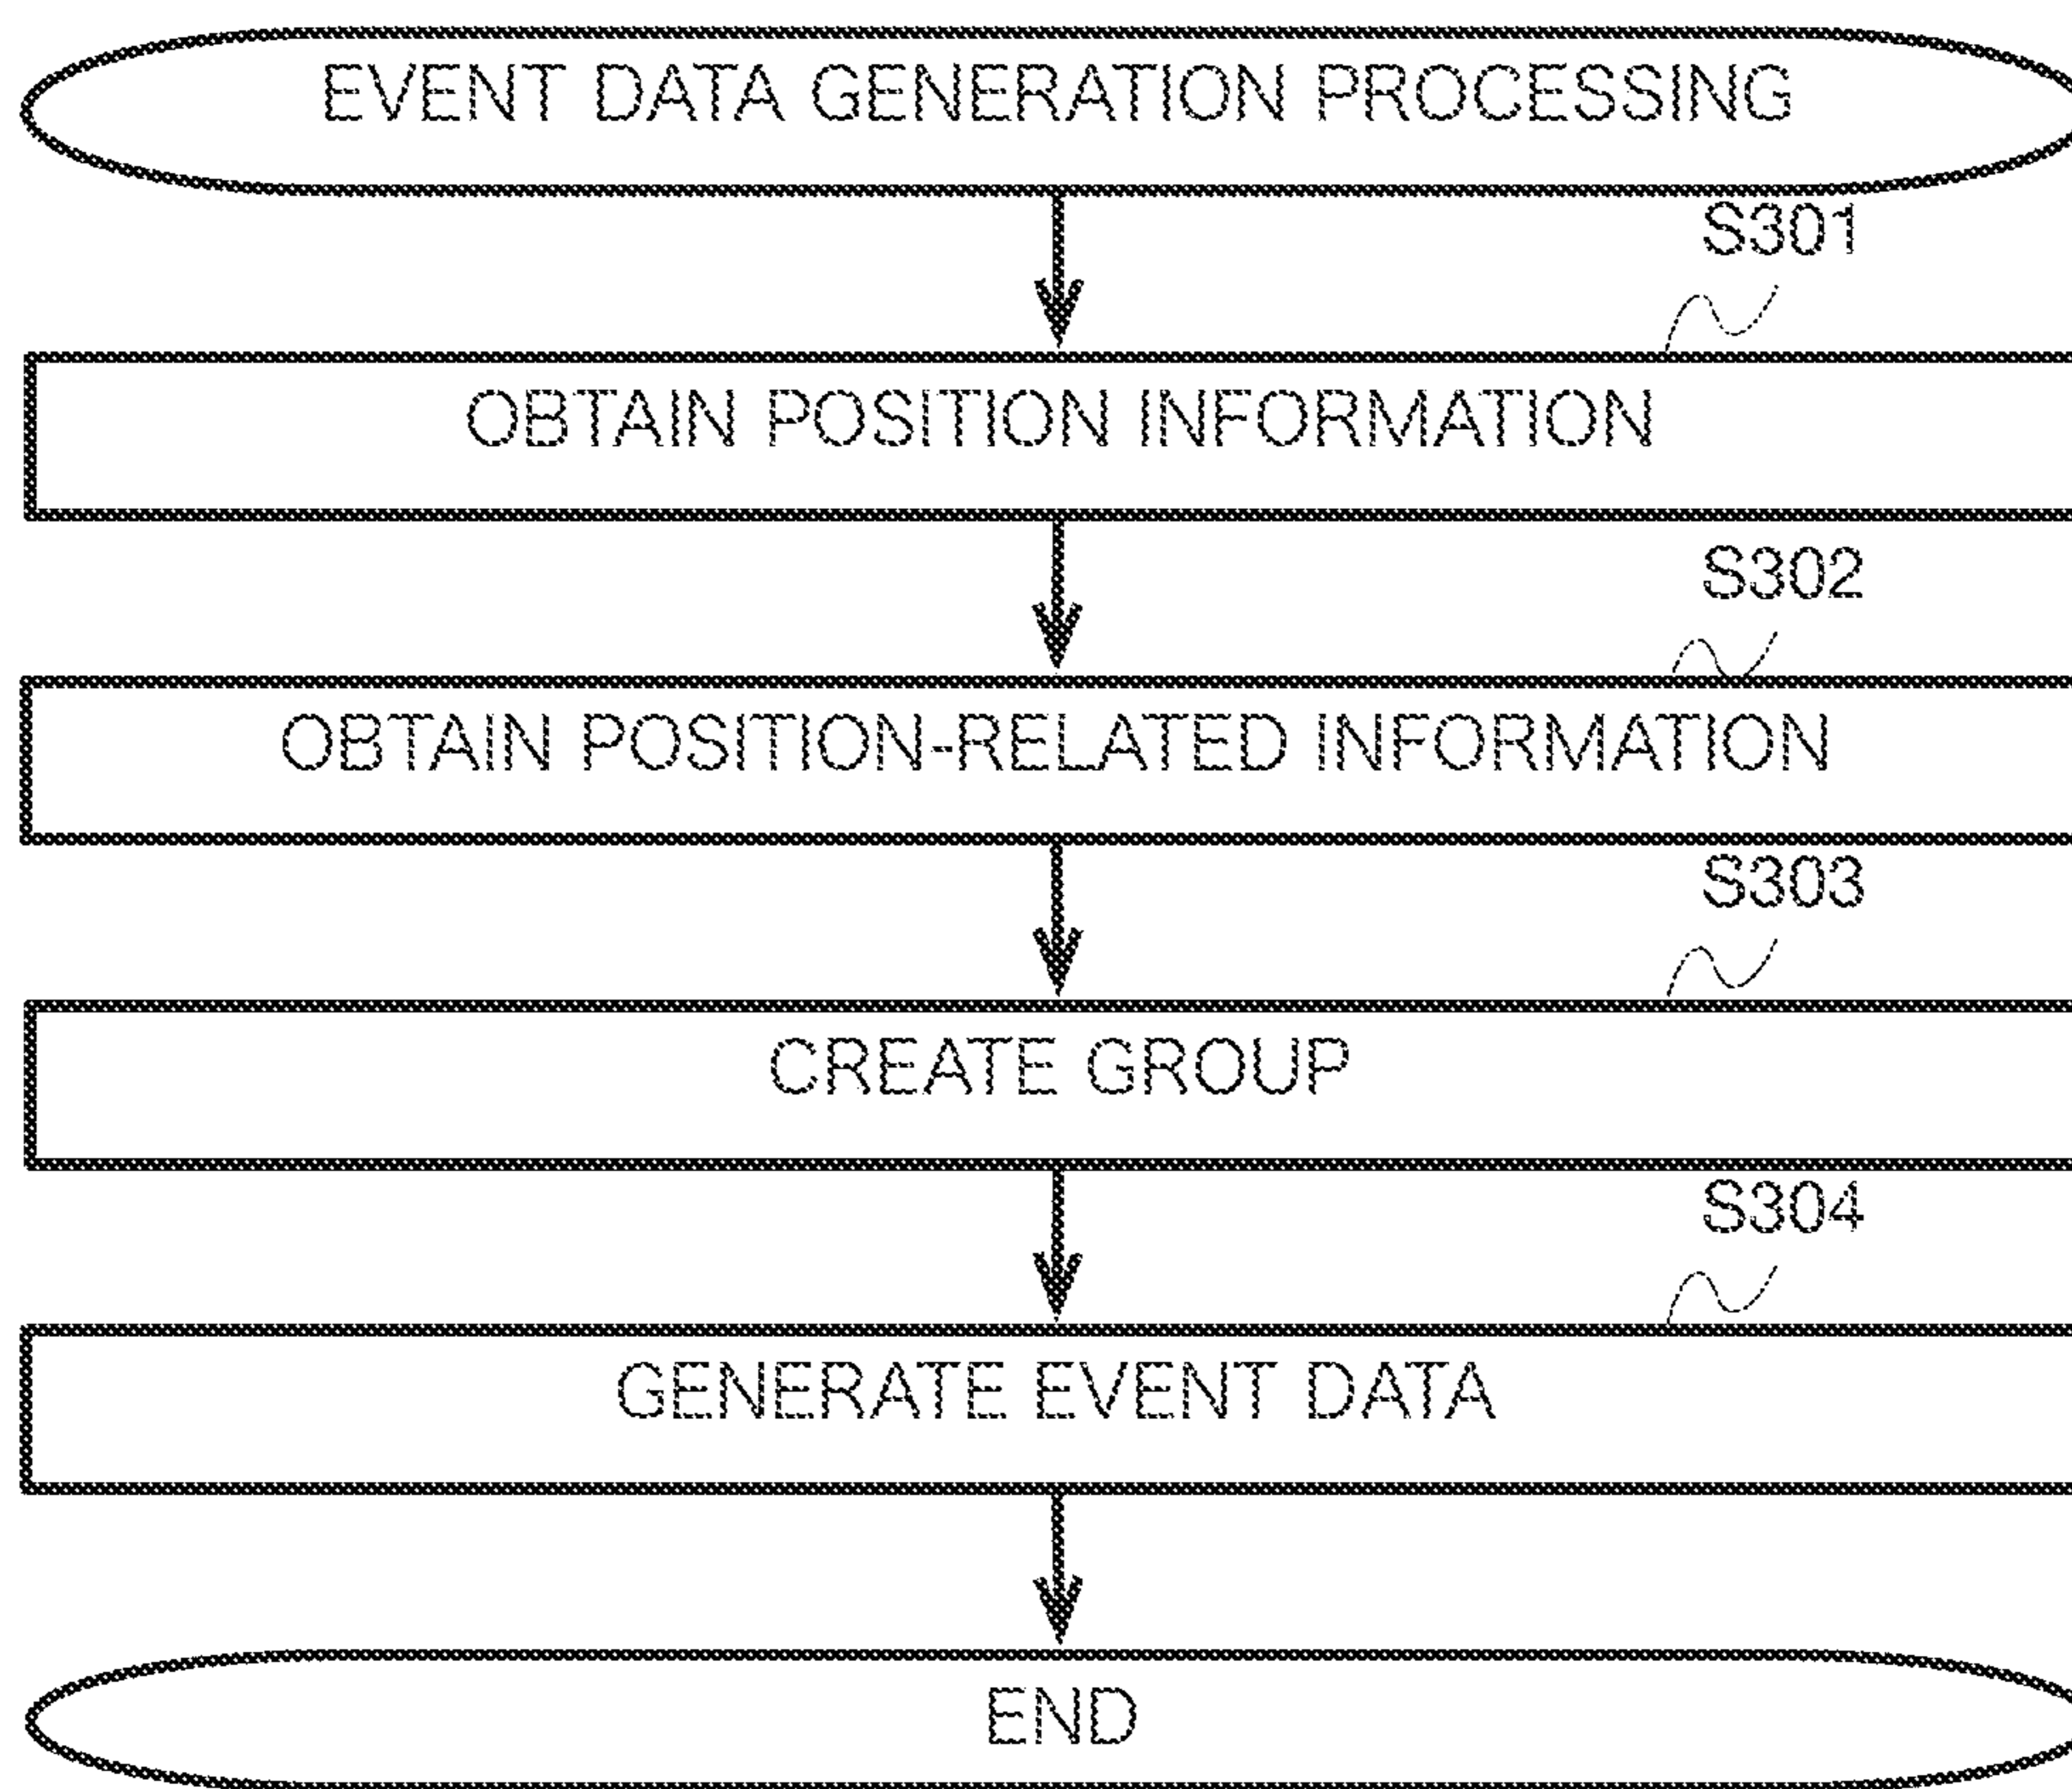 EVENT DATA GENERATION PROCESSING
S301
OBTAIN POSITION INFORMATION
S302
OBTAIN POSITION-RELATED INFORMATION
S303
CREATE GROUP
S304
GENERATE EVENT DATA
END